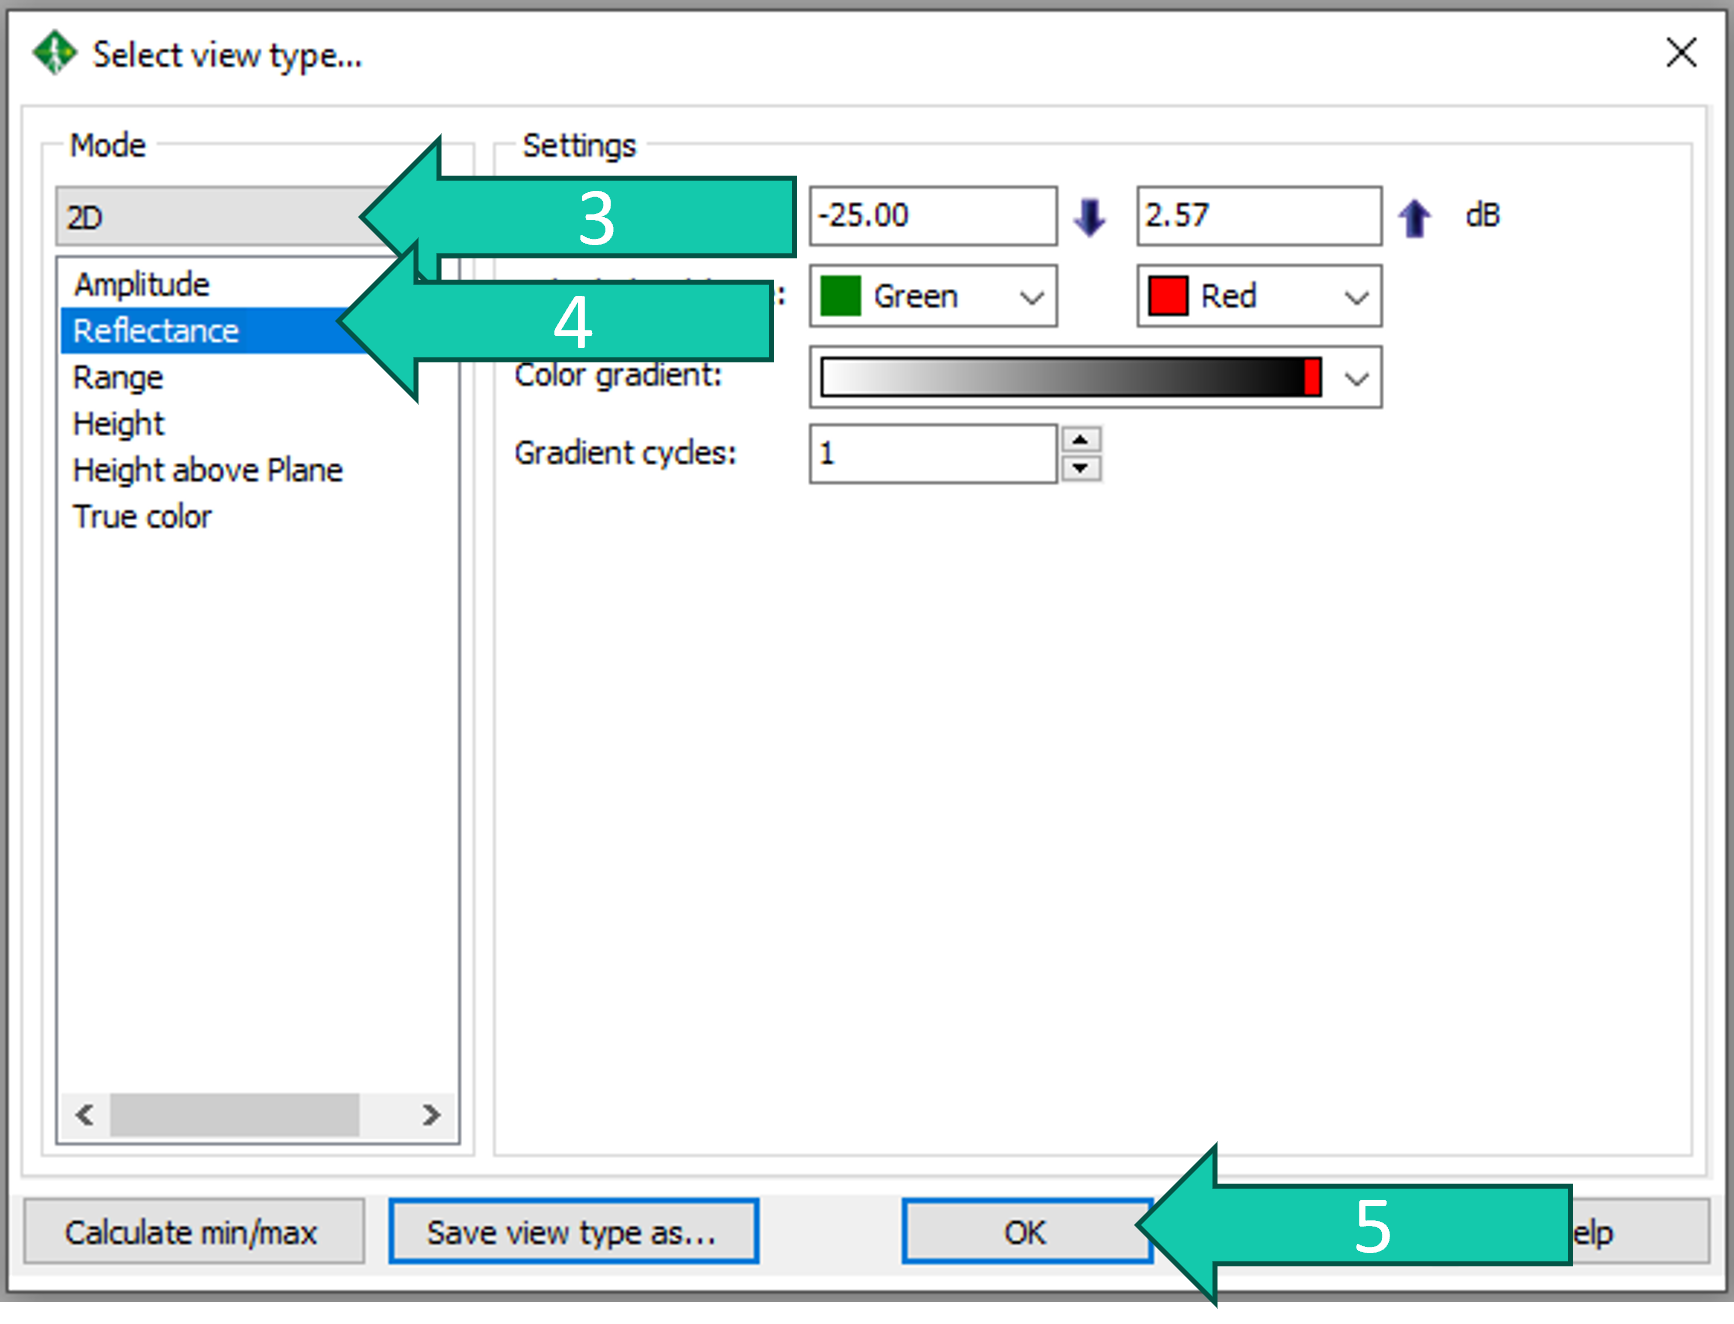 Select view type...
Mode
2D
3
Amplitude
Reflectance
4
Range
Height
Height above Plane
True color
Settings
-25.00 2.57 dB
: Green Red
Color gradient:
Gradient cycles: 1
Calculate min/max Save view type as... OK 5 elp